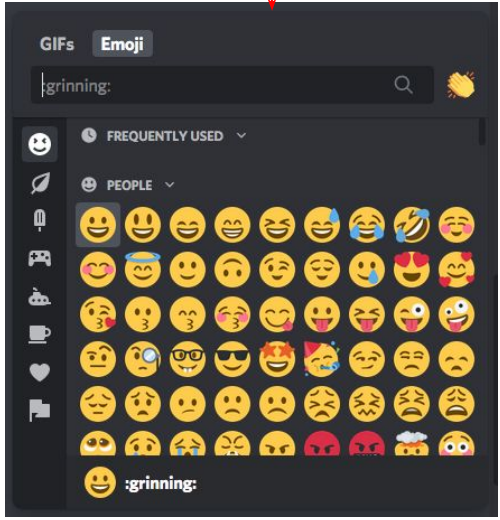 GIFs Emoji
:grinning:
FREQUENTLY USED
PEOPLE
:grinning: